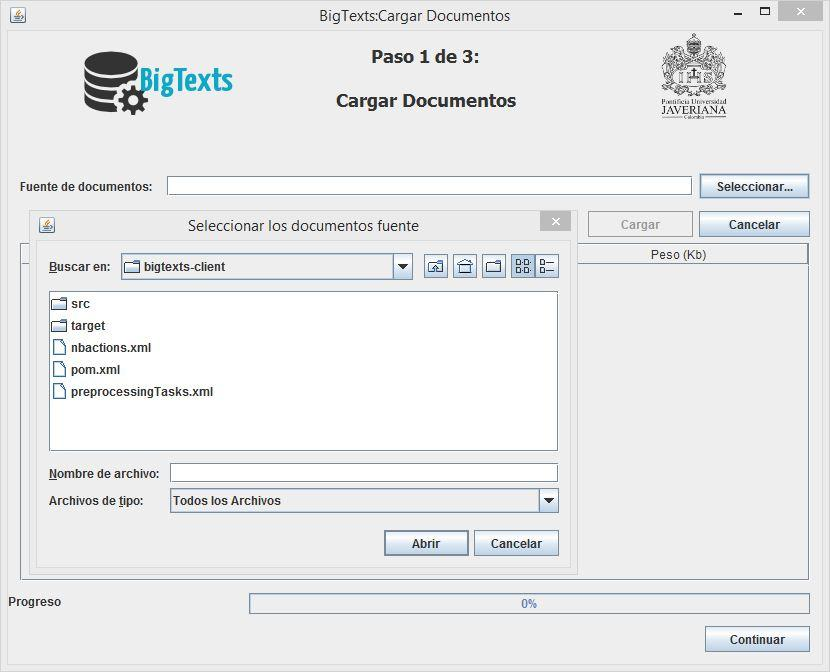 BigTexts:Cargar Documentos
BigTexts
Paso 1 de 3:
Cargar Documentos
IHS
Pontificia Universidad
JAVERIANA
Colombia
Fuente de documentos:
Seleccionar...
Cargar
Cancelar
Peso (Kb)
Seleccionar los documentos fuente
Buscar en:
bigtexts-client
src
target
nbactions.xml
pom.xml
preprocessingTasks.xml
Nombre de archivo:
Archivos de tipo:
Todos los Archivos
Abrir
Cancelar
Progreso
0%
Continuar